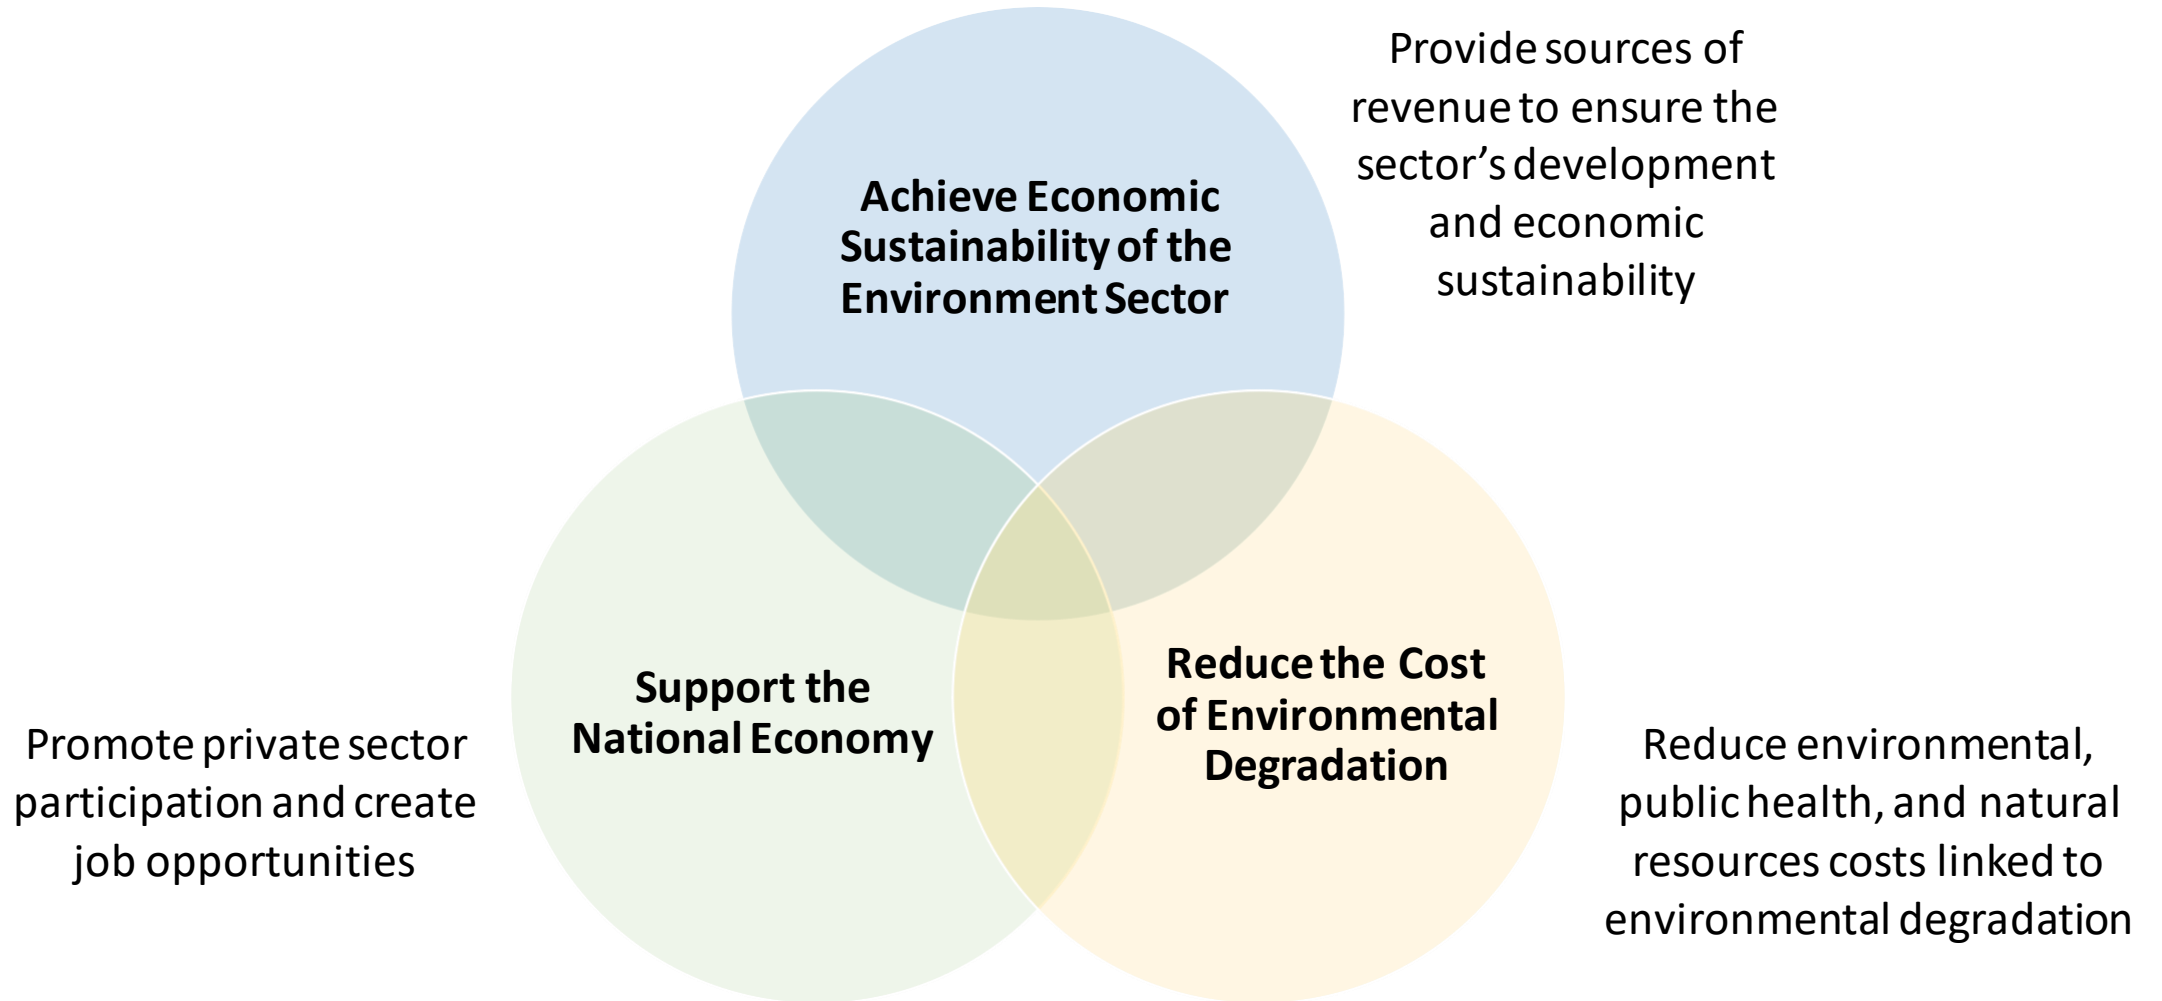 Provide sources of
revenue to ensure the
sector’s development
and economic
sustainability
Achieve Economic
Sustainability of the
Environment Sector
Support the
National Economy
Reduce the Cost
of Environmental
Degradation
Promote private sector
participation and create
job opportunities
Reduce environmental,
public health, and natural
resources costs linked to
environmental degradation